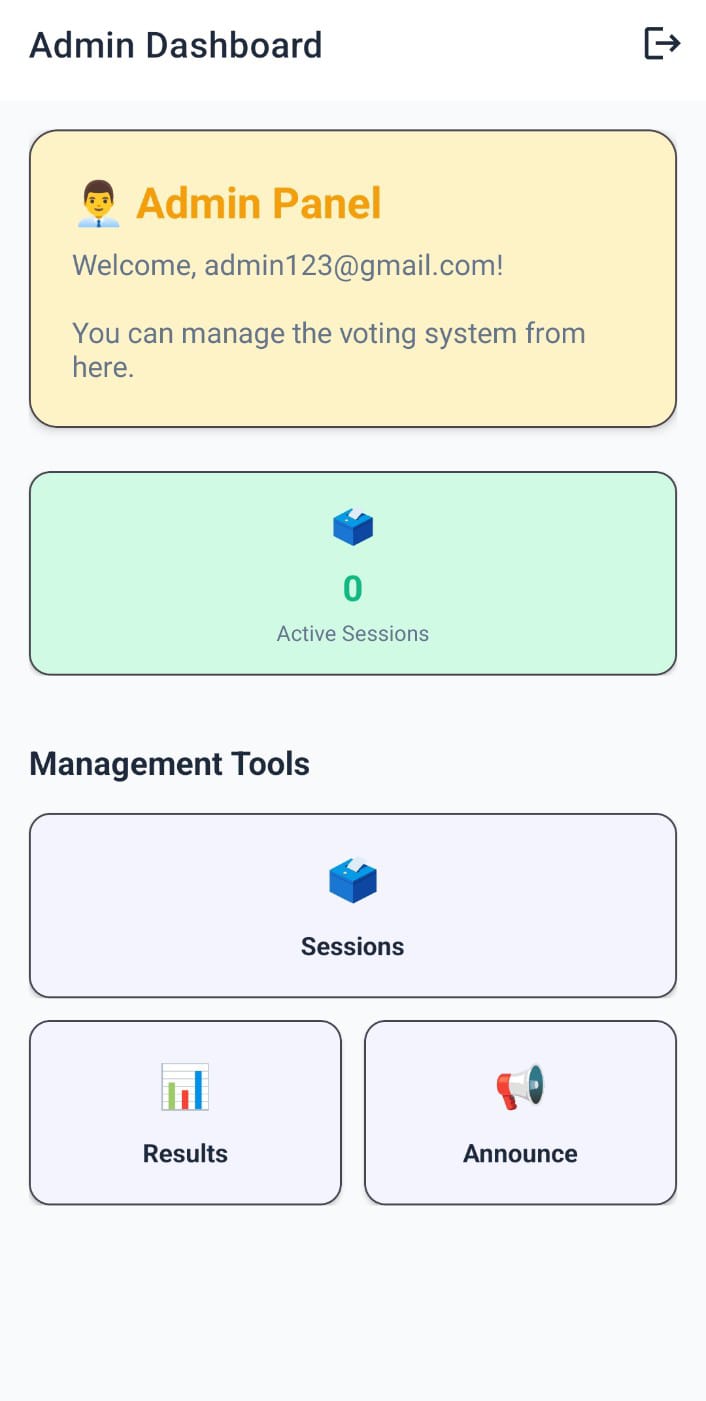 Admin Dashboard
Admin Panel
Welcome, admin123@gmail.com!
You can manage the voting system from
here.
0
Active Sessions
Management Tools
Sessions
Results
Announce